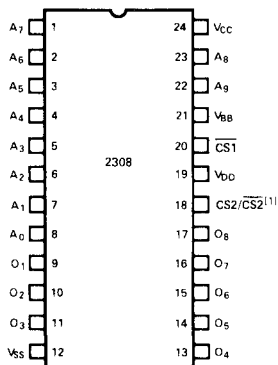 A7 1 24 VCC
A6 2 23 A8
A5 3 22 A9
A4 4 21 VBB
A3 5 20 C̅S̅1̅
A2 6 2308 19 VDD
A1 7 18 CS2/C̅S̅2̅[1]
A0 8 17 O8
O1 9 16 O7
O2 10 15 O6
O3 11 14 O5
VSS 12 13 O4